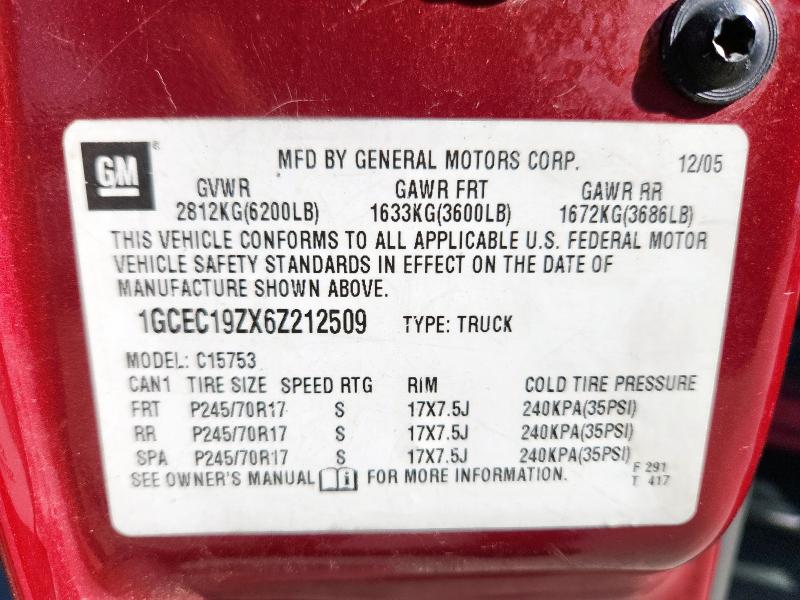 GM®
MFD BY GENERAL MOTORS CORP. 12/05
GVWR GAWR FRT GAWR RR
2812KG(6200LB) 1633KG(3600LB) 1672KG(3686LB)
THIS VEHICLE CONFORMS TO ALL APPLICABLE U.S. FEDERAL MOTOR
VEHICLE SAFETY STANDARDS IN EFFECT ON THE DATE OF
MANUFACTURE SHOWN ABOVE.
1GCEC19ZX6Z212509 TYPE: TRUCK
MODEL: C15753
CAN1 TIRE SIZE SPEED RTG RIM COLD TIRE PRESSURE
FRT P245/70R17 S 17X7.5J 240KPA(35PSI)
RR P245/70R17 S 17X7.5J 240KPA(35PSI)
SPA P245/70R17 S 17X7.5J 240KPA(35PSI)
SEE OWNER'S MANUAL i FOR MORE INFORMATION.
F 291
T 417